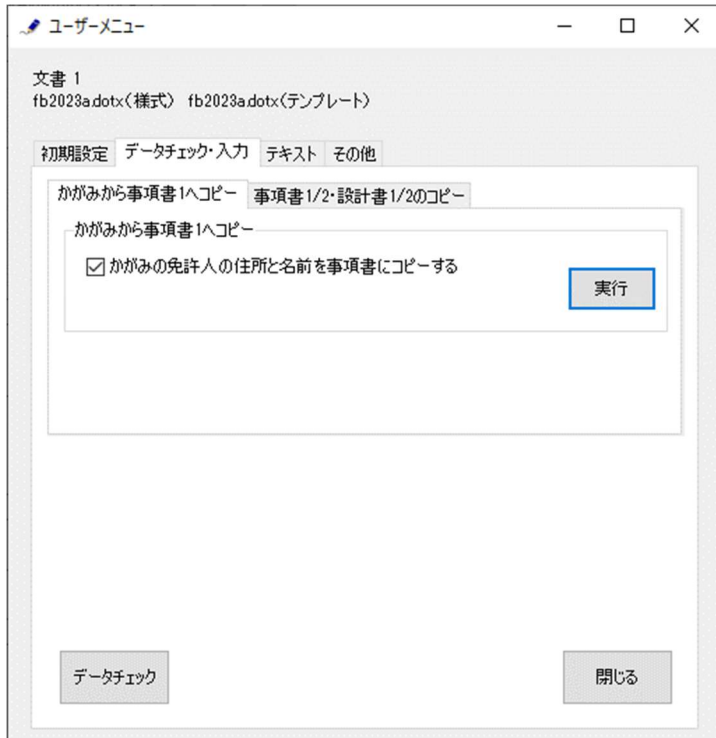 ユーザーメニュー
文書 1
fb2023a.dotx(様式) fb2023a.dotx(テンプレート)
初期設定 データチェック・入力 テキスト その他
かがみから事項書1へコピー 事項書1/2・設計書1/2のコピー
かがみから事項書1へコピー
かがみの免許人の住所と名前を事項書にコピーする
実行
データチェック 閉じる